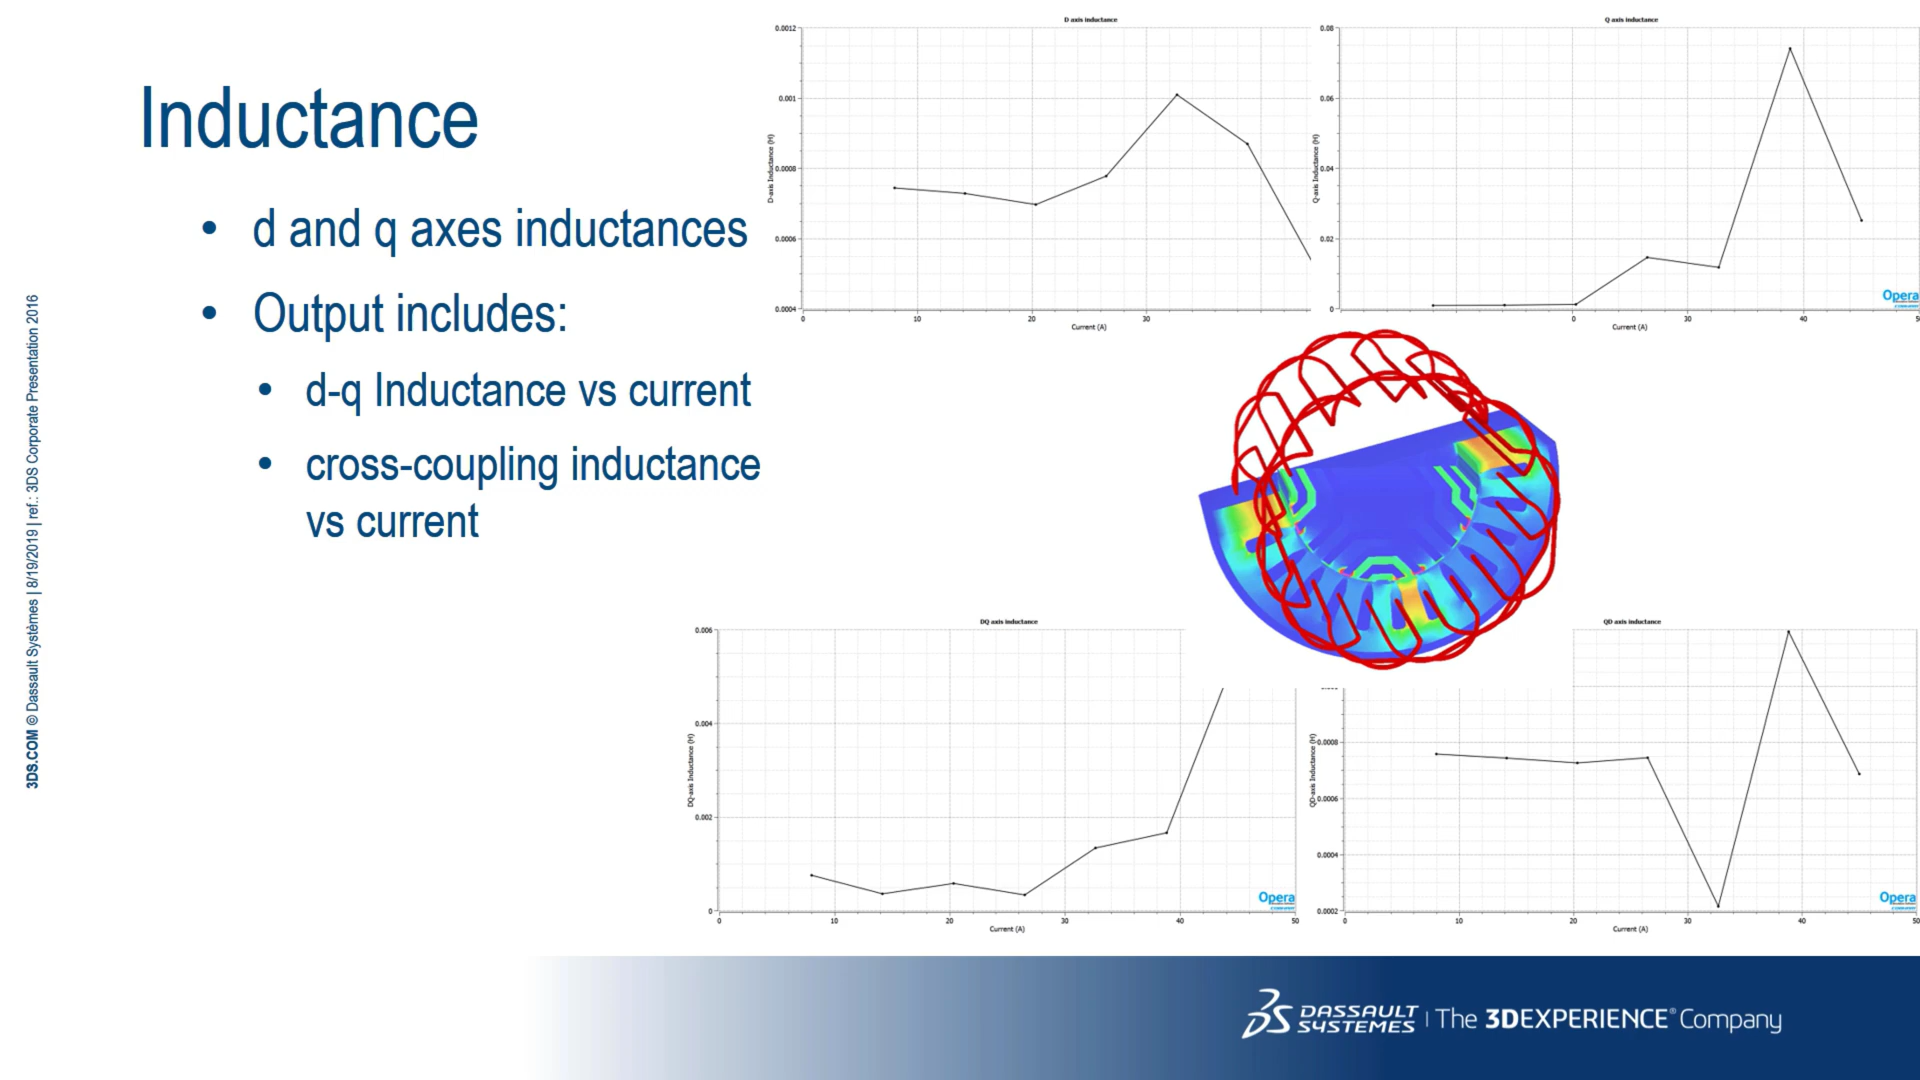 Inductance
• d and q axes inductances
• Output includes:
• d-q Inductance vs current
• cross-coupling inductance
vs current
3DS.COM © Dassault Systèmes | 8/19/2019 | ref.: 3DS Corporate Presentation 2016
D axis inductance
0.0012
0.001
0.0008
0.0006
0.0004
D-axis Inductance (H)
0 10 20 30
Current (A)
Q axis inductance
0.08
0.06
0.04
0.02
0
Q-axis Inductance (H)
0 30 40 5
Current (A)
Opera
DQ axis inductance
0.006
0.004
0.002
0
DQ-axis Inductance (H)
0 10 20 30 40 50
Current (A)
Opera
QD axis inductance
0.0008
0.0006
0.0004
0.0002
QD-axis Inductance (H)
0 10 20 30 40 50
Current (A)
Opera
DASSAULT
SYSTEMES | The 3DEXPERIENCE® Company